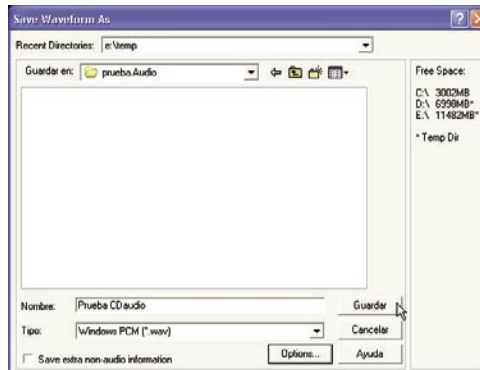 Save Waveform As
Recent Directories: e:\temp
Guardar en: prueba.Audio
Free Space:
C:\ 3002MB
D:\ 6998MB*
E:\ 11482MB*
* Temp Dir
Nombre: Prueba CDaudio Guardar
Tipo: Windows PCM (*.wav) Cancelar
Save extra non-audio information Options... Ayuda